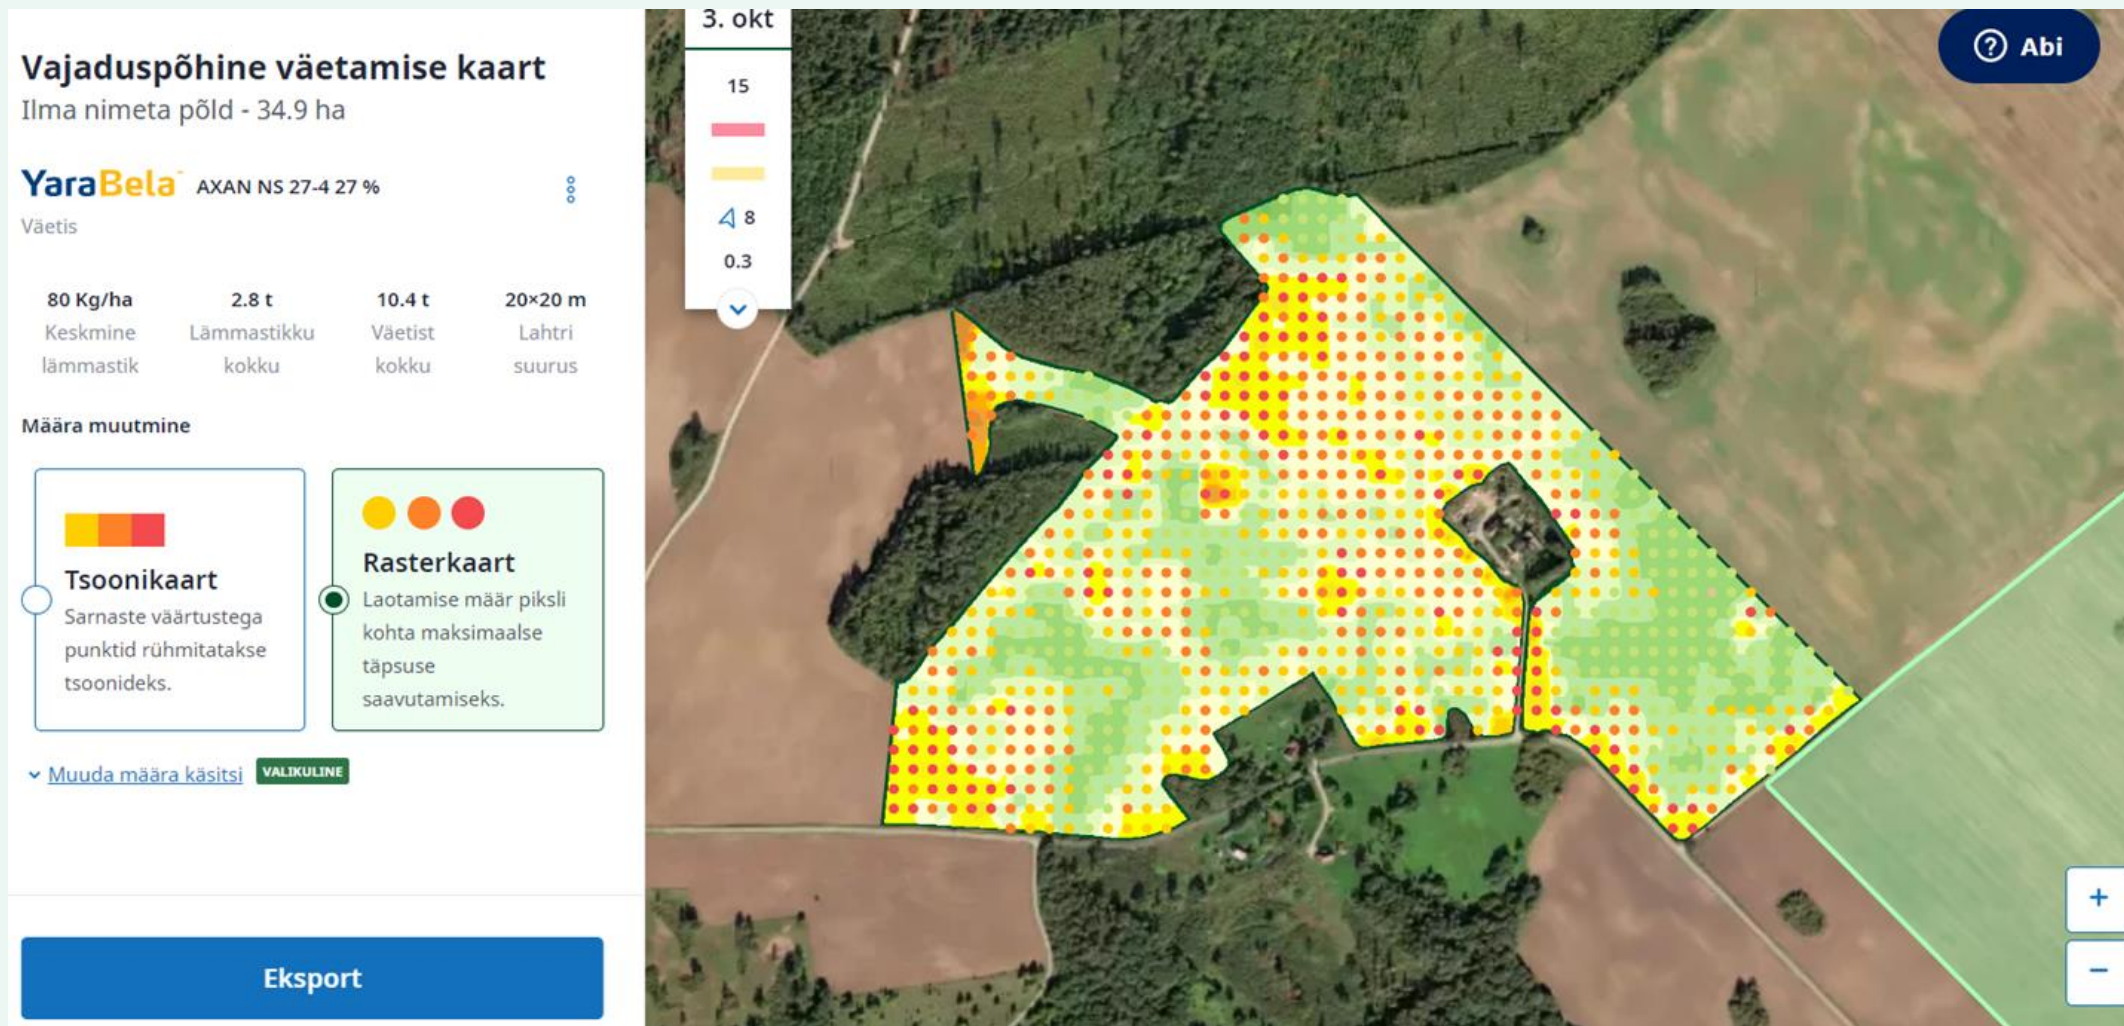 Vajaduspõhine väetamise kaart
Ilma nimeta põld - 34.9 ha
YaraBela AXAN NS 27-4 27 %
Väetis
80 Kg/ha 2.8 t 10.4 t 20×20 m
Keskmine Lämmastikku Väetist Lahtri
lämmastik kokku kokku suurus
Määra muutmine
Tsoonikaart
Sarnaste väärtustega
punktid rühmitatakse
tsoonideks.
Rasterkaart
Laotamise määr piksli
kohta maksimaalse
täpsuse
saavutamiseks.
Muuda määra käsitsi VALIKULINE
Eksport
3. okt
15
8
0.3
? Abi
+
−